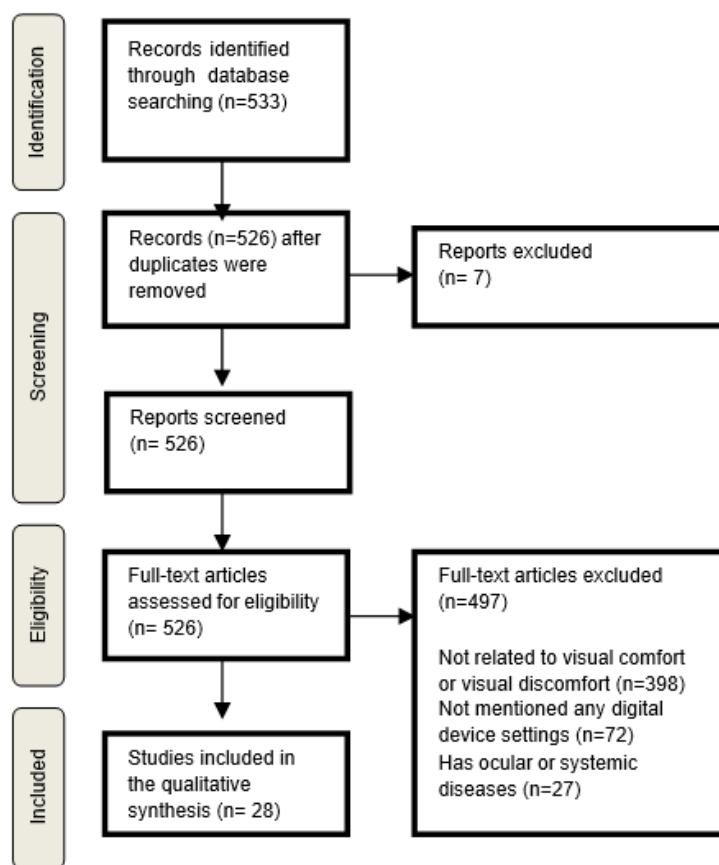 Identification
Records identified
through database
searching (n=533)
Screening
Records (n=526) after
duplicates were
removed
Reports excluded
(n= 7)
Reports screened
(n= 526)
Eligibility
Full-text articles
assessed for eligibility
(n= 526)
Full-text articles excluded
(n=497)
Not related to visual comfort
or visual discomfort (n=398)
Not mentioned any digital
device settings (n=72)
Has ocular or systemic
diseases (n=27)
Included
Studies included in
the qualitative
synthesis (n= 28)